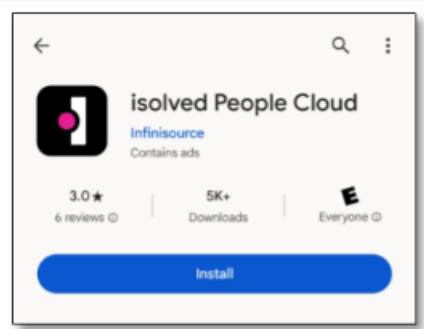 isolved People Cloud
Infinisource
Contains ads
3.0★
5K+
E
6 reviews ⓘ
Downloads
Everyone ⓘ
Install